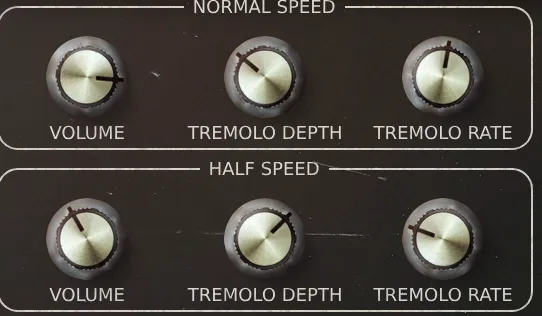 NORMAL SPEED
VOLUME TREMOLO DEPTH TREMOLO RATE
HALF SPEED
VOLUME TREMOLO DEPTH TREMOLO RATE